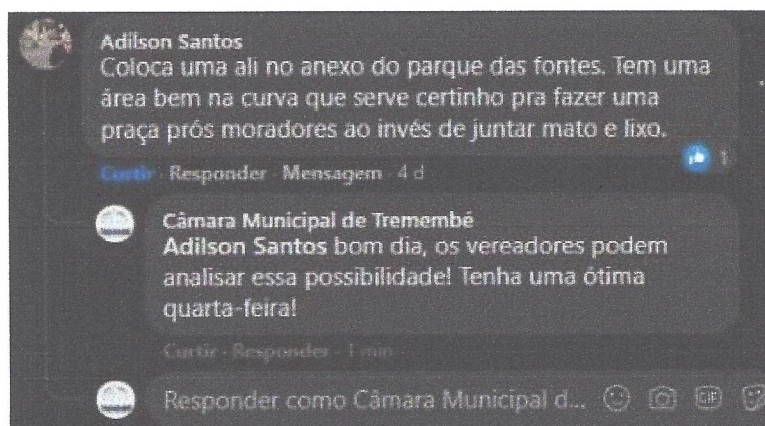 Adilson Santos
Coloca uma ali no anexo do parque das fontes. Tem uma
área bem na curva que serve certinho pra fazer uma
praça prós moradores ao invés de juntar mato e lixo.
1
Curtir · Responder · Mensagem · 4 d
Câmara Municipal de Tremembé
Adilson Santos bom dia, os vereadores podem
analisar essa possibilidade! Tenha uma ótima
quarta-feira!
Curtir · Responder · 1 min
Responder como Câmara Municipal d...
GIF